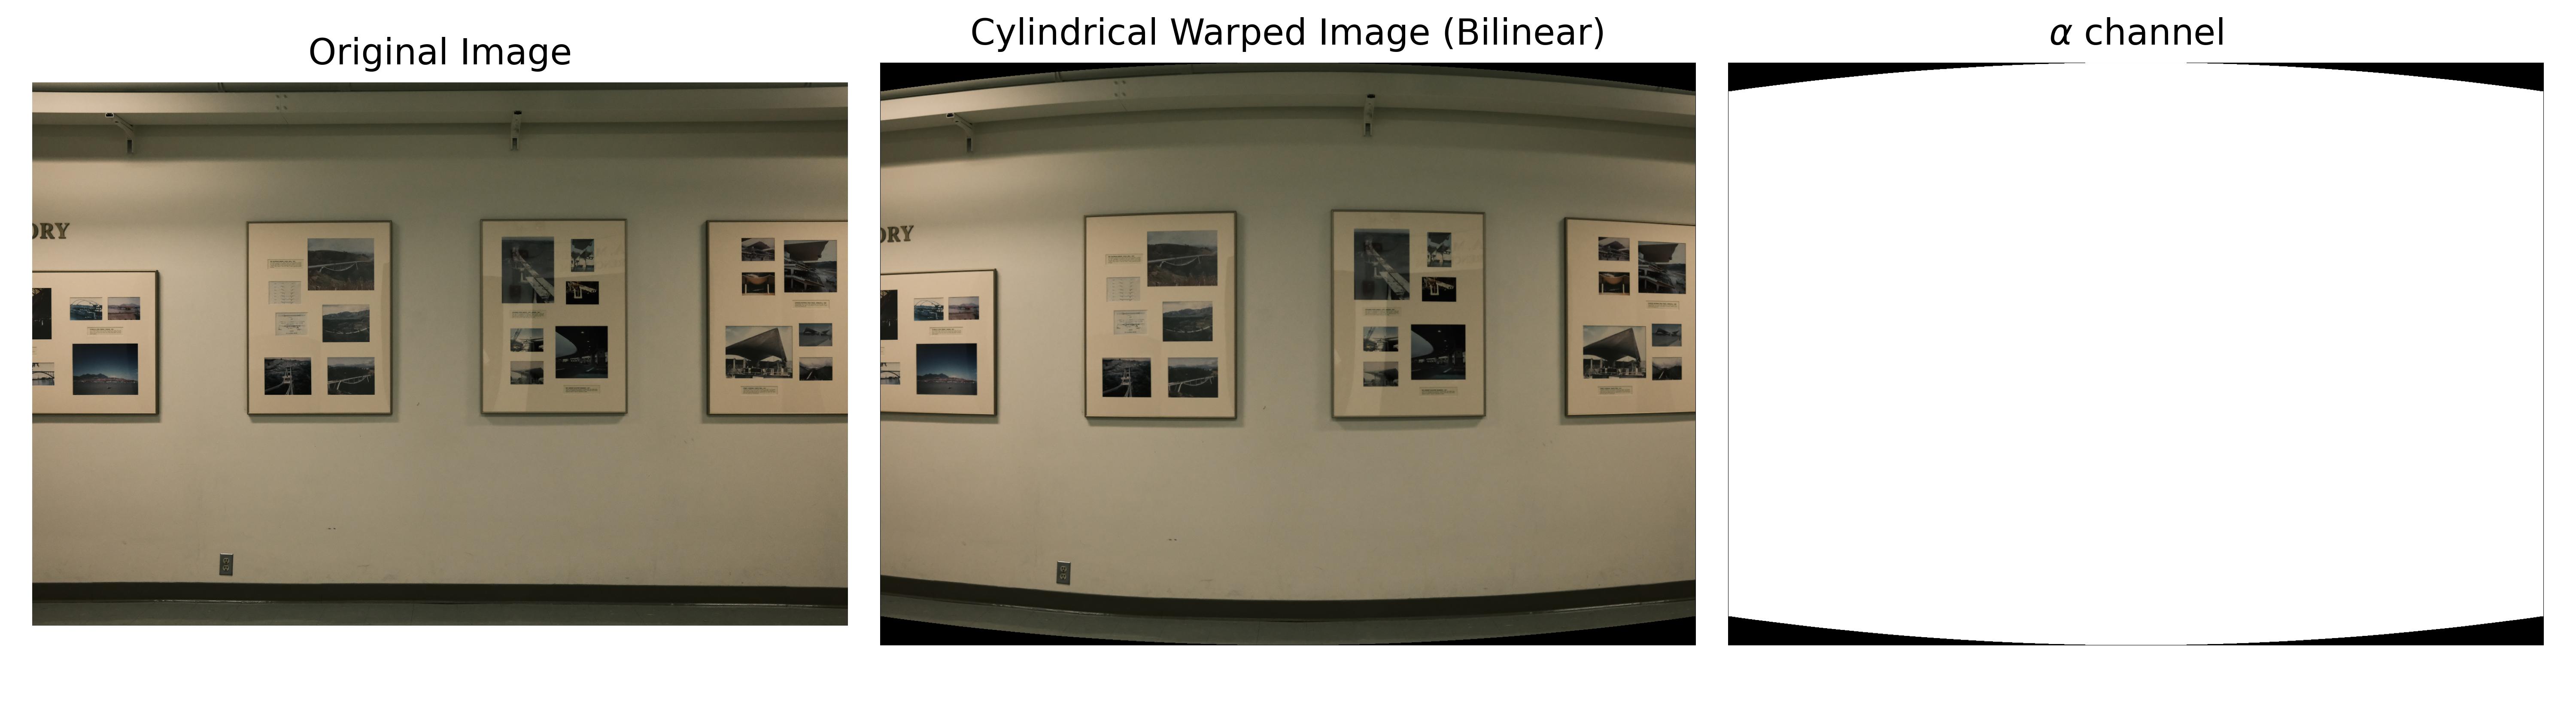 Original Image
Cylindrical Warped Image (Bilinear)
α channel
ORY
ORY